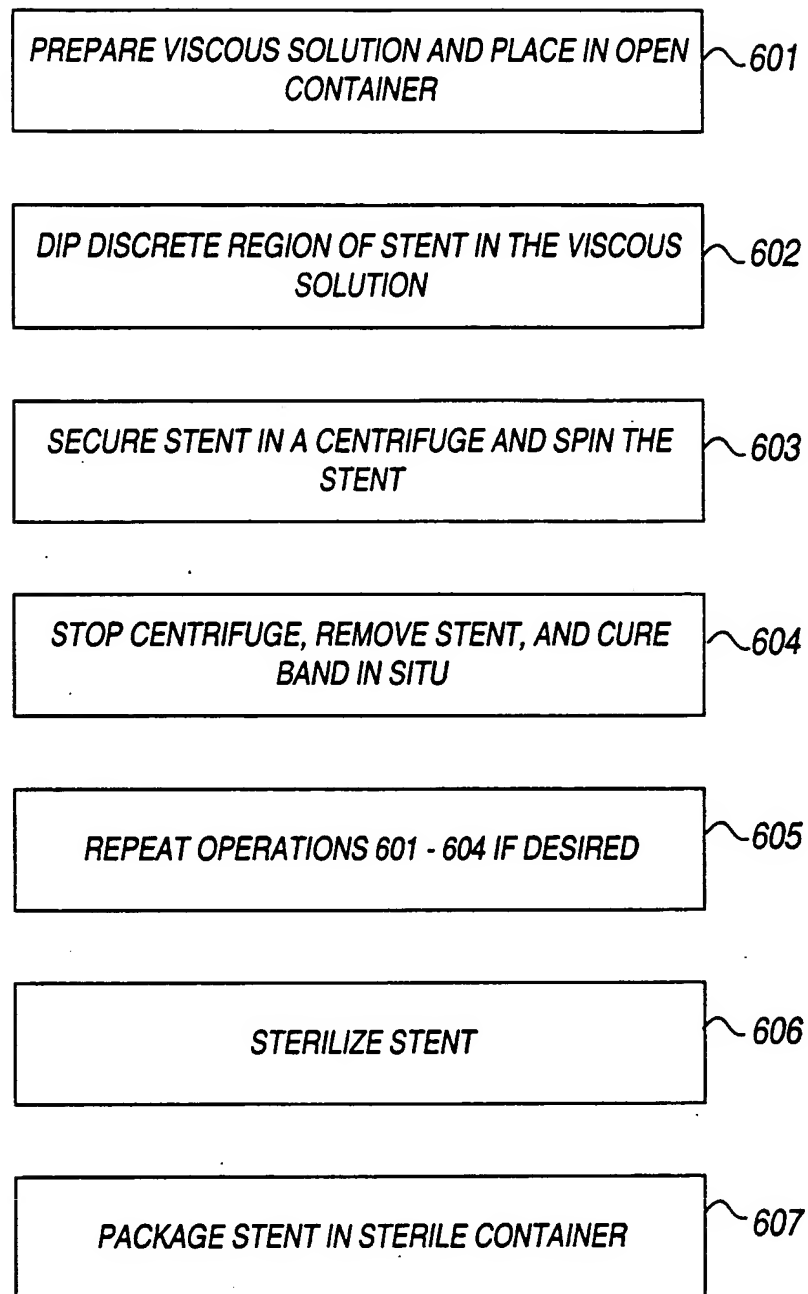 PREPARE VISCOUS SOLUTION AND PLACE IN OPEN
CONTAINER
601
DIP DISCRETE REGION OF STENT IN THE VISCOUS
SOLUTION
602
SECURE STENT IN A CENTRIFUGE AND SPIN THE
STENT
603
STOP CENTRIFUGE, REMOVE STENT, AND CURE
BAND IN SITU
604
REPEAT OPERATIONS 601 - 604 IF DESIRED
605
STERILIZE STENT
606
PACKAGE STENT IN STERILE CONTAINER
607